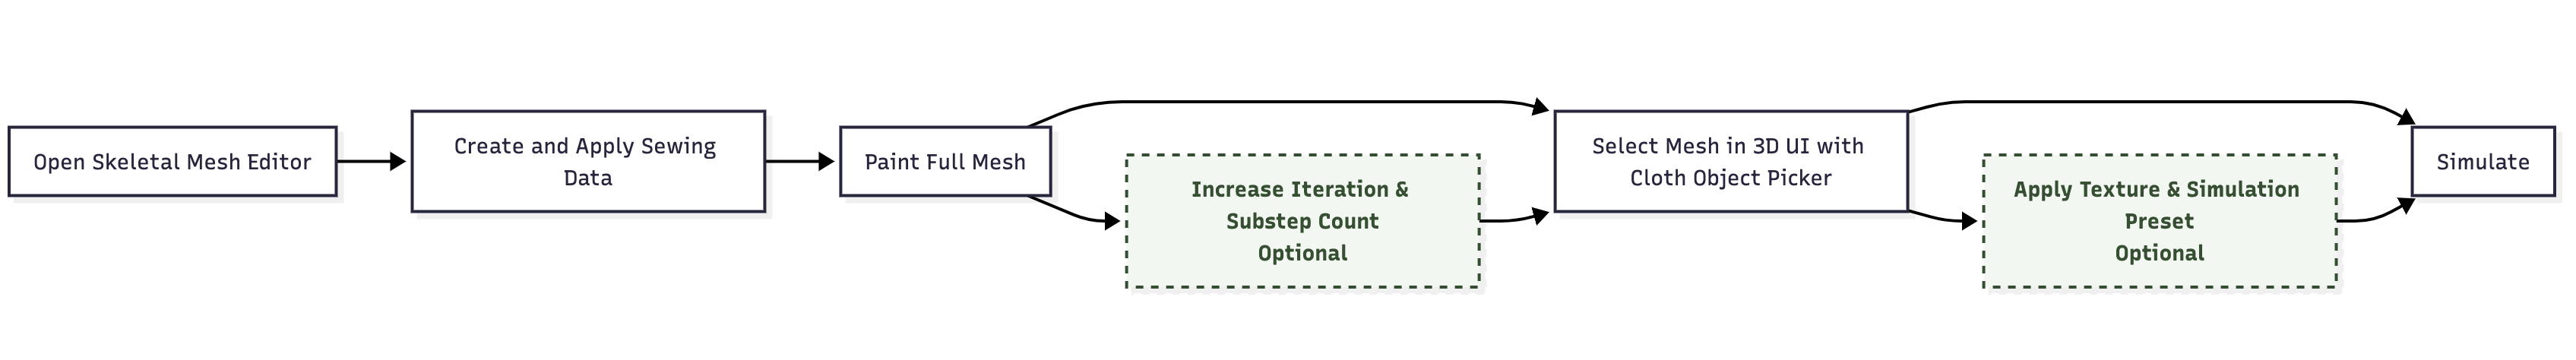 Open Skeletal Mesh Editor
Create and Apply Sewing
Data
Paint Full Mesh
Increase Iteration &
Substep Count
Optional
Select Mesh in 3D UI with
Cloth Object Picker
Apply Texture & Simulation
Preset
Optional
Simulate